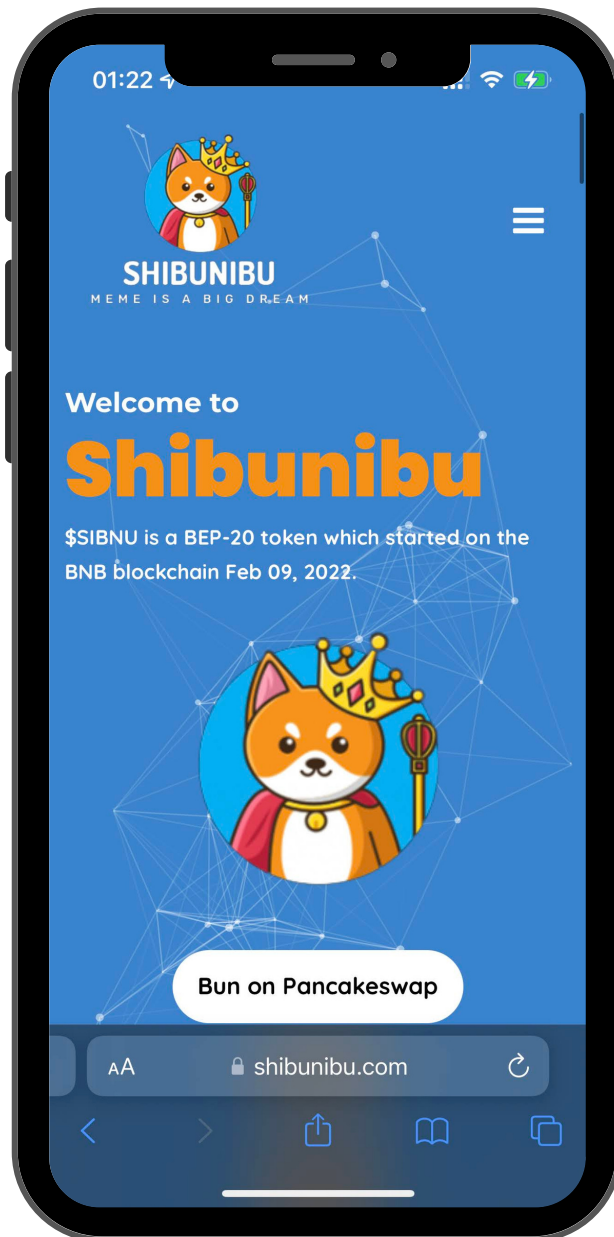 01:22
SHIBUNIBU
MEME IS A BIG DREAM
Welcome to
Shibunibu
$SIBNU is a BEP-20 token which started on the
BNB blockchain Feb 09, 2022.
Bun on Pancakeswap
AA shibunibu.com